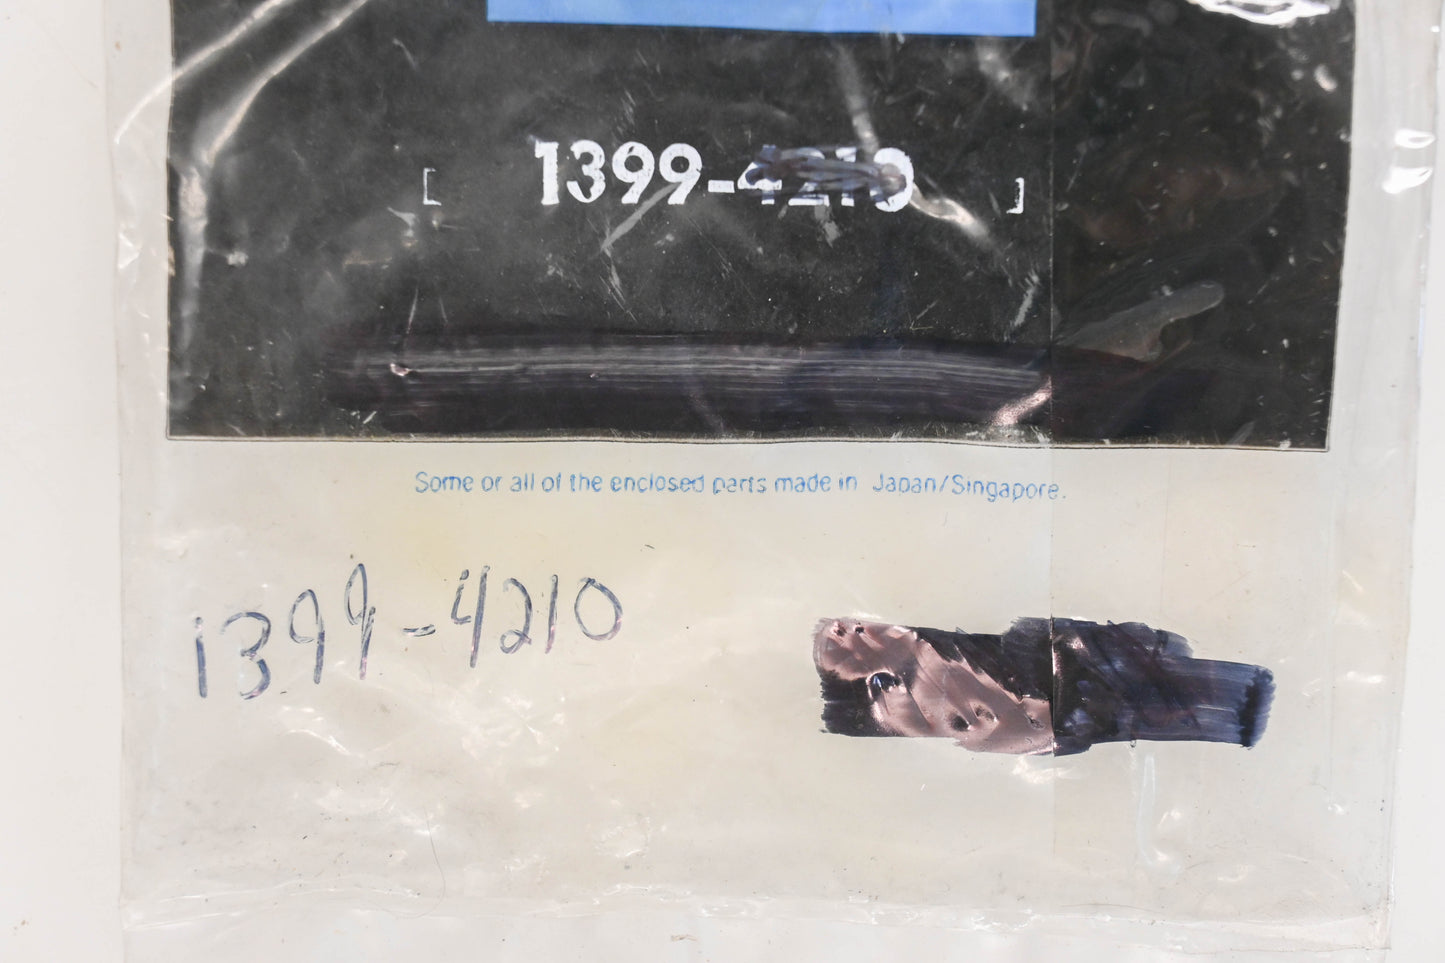 [ 1399-4210 ]
Some or all of the enclosed parts made in Japan/Singapore.
1399-4210